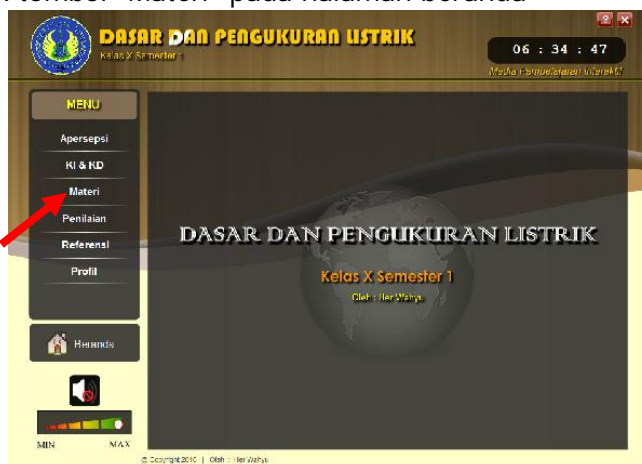 tombol "Materi" pada halaman beranda
DASAR DAN PENGUKURAN LISTRIK
Kelas X Semester 1
06 : 34 : 47
Media Pembelajaran Interaktif
MENU
Apersepsi
KI & KD
Materi
Penilaian
Referensi
Profil
Beranda
MIN MAX
DASAR DAN PENGUKURAN LISTRIK
Kelas X Semester 1
Oleh : Her Wahyu
@ Copyright 2016 | Oleh : Her Wahyu